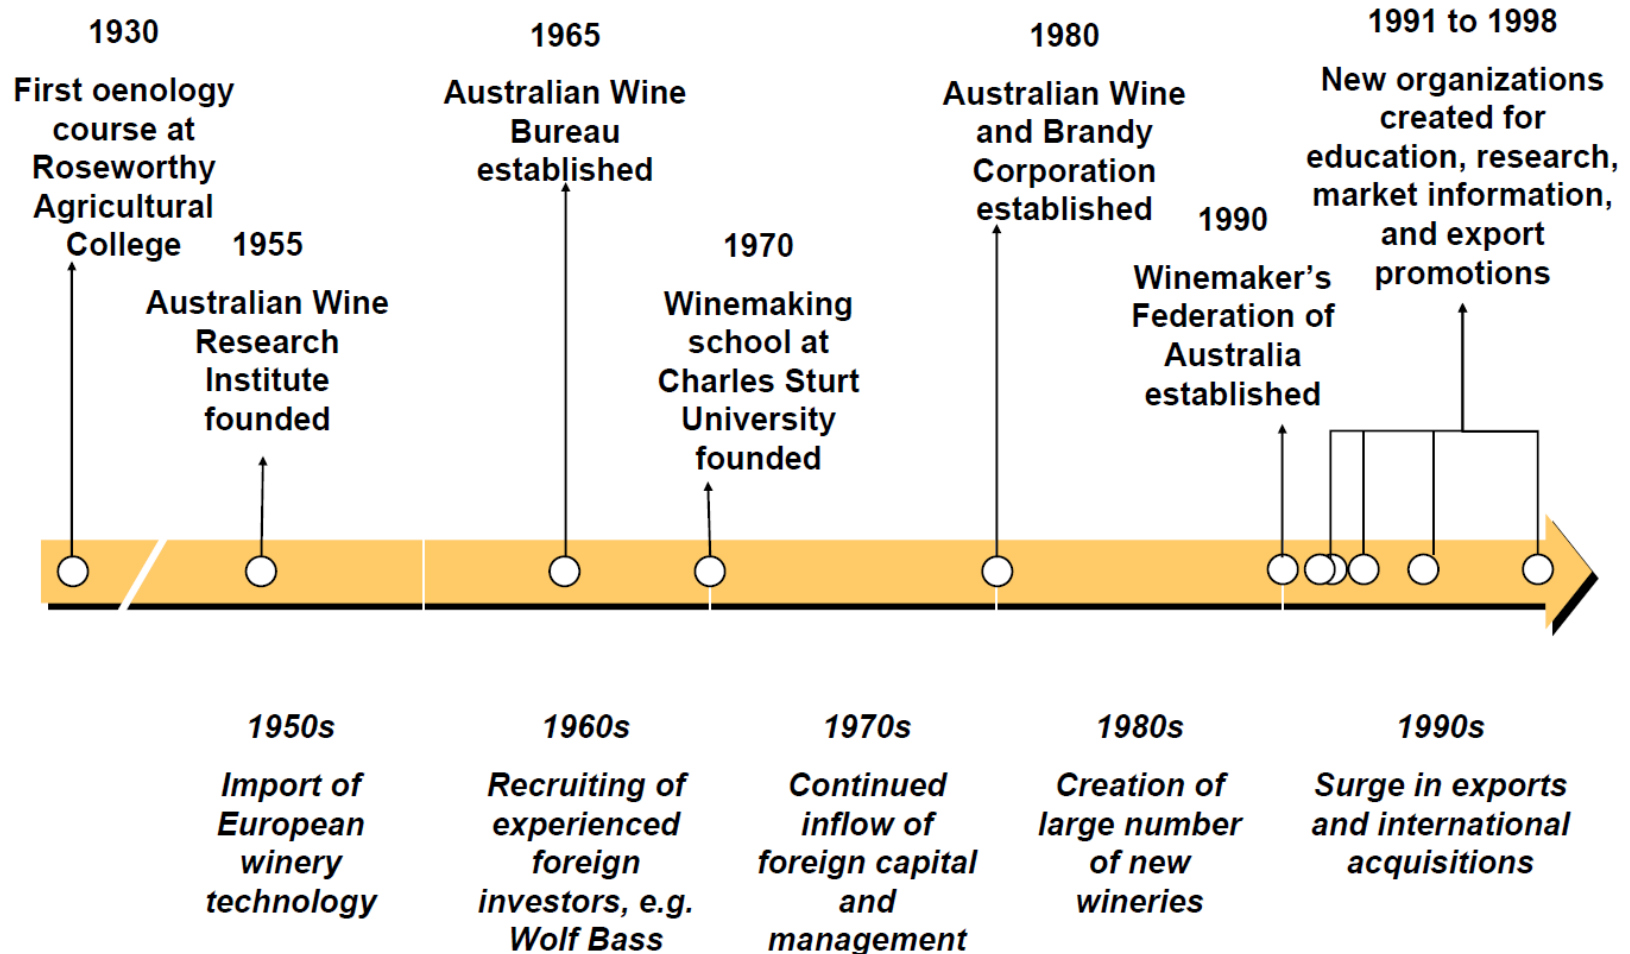 1930
First oenology
course at
Roseworthy
Agricultural
College
1955
Australian Wine
Research
Institute
founded
1965
Australian Wine
Bureau
established
1970
Winemaking
school at
Charles Sturt
University
founded
1980
Australian Wine
and Brandy
Corporation
established
1990
Winemaker’s
Federation of
Australia
established
1991 to 1998
New organizations
created for
education, research,
market information,
and export
promotions
1950s
Import of
European
winery
technology
1960s
Recruiting of
experienced
foreign
investors, e.g.
Wolf Bass
1970s
Continued
inflow of
foreign capital
and
management
1980s
Creation of
large number
of new
wineries
1990s
Surge in exports
and international
acquisitions